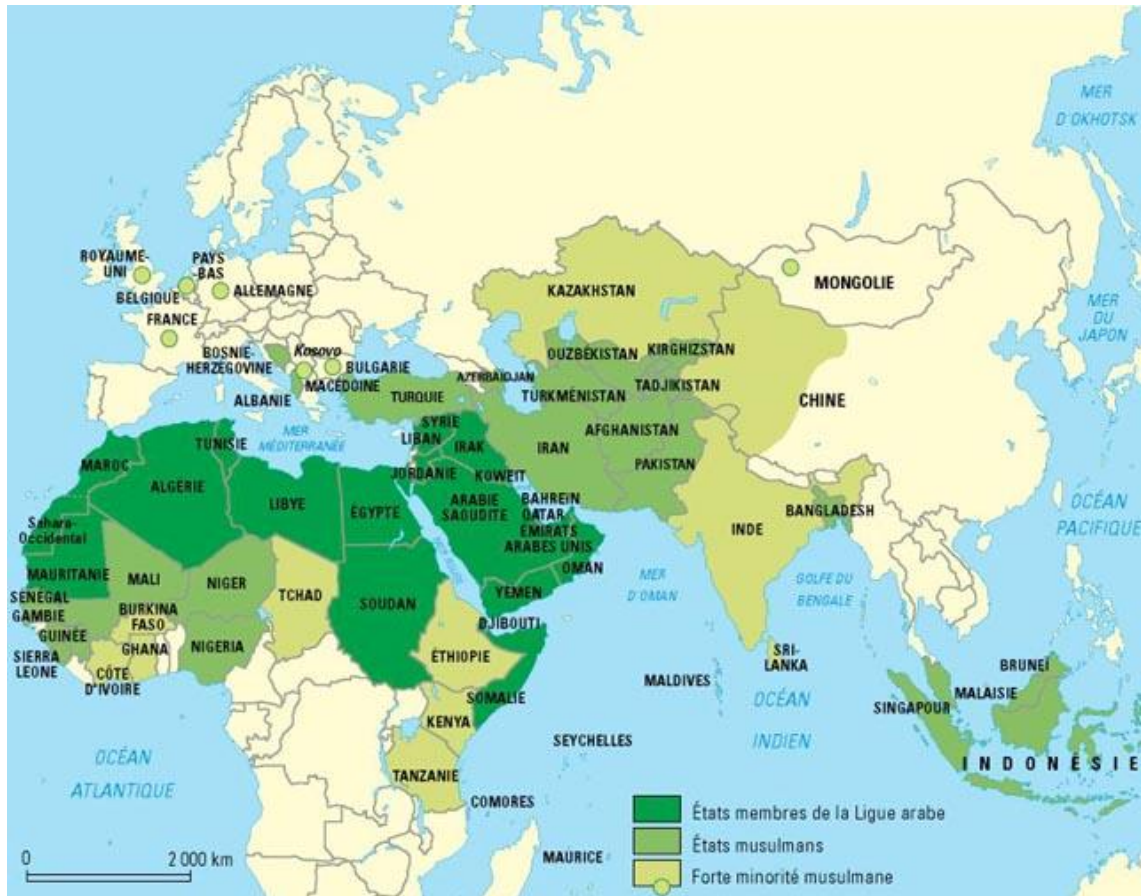 MER
D'OKHOTSK
ROYAUME-
UNI
PAYS
BAS
BELGIQUE
ALLEMAGNE
FRANCE
MONGOLIE
KAZAKHSTAN
MER
DU
JAPON
BOSNIE-
HERZÉGOVINE
Kosovo
BULGARIE
MACÉDOINE
ALBANIE
OUZBÉKISTAN
KIRGHIZSTAN
AZERBAÏDJAN
TURQUIE
TURKMÉNISTAN
TADJIKISTAN
CHINE
MER
MÉDITERRANÉE
SYRIE
LIBAN
IRAK
IRAN
AFGHANISTAN
PAKISTAN
TUNISIE
MAROC
ALGERIE
LIBYE
ÉGYPTE
JORDANIE
KOWEIT
ARABIE
SAOUDITE
BAHREÏN
QATAR
EMIRATS
ARABES UNIS
OMAN
INDE
BANGLADESH
OCÉAN
PACIFIQUE
Sahara-
Occidental
MAURITANIE
MALI
NIGER
TCHAD
SOUDAN
YEMEN
MER
D'OMAN
GOLFE DU
BENGALE
SÉNÉGAL
GAMBIE
BURKINA
FASO
GUINÉE
GHANA
NIGERIA
DJIBOUTI
ÉTHIOPIE
SIERRA
LEONE
CÔTE
D'IVOIRE
SOMALIE
KENYA
MALDIVES
SRI-
LANKA
BRUNEÏ
MALAISIE
SINGAPOUR
OCÉAN
INDIEN
SEYCHELLES
INDONÉSIE
OCÉAN
ATLANTIQUE
TANZANIE
COMORES
MAURICE
États membres de la Ligue arabe
États musulmans
Forte minorité musulmane
0 2 000 km